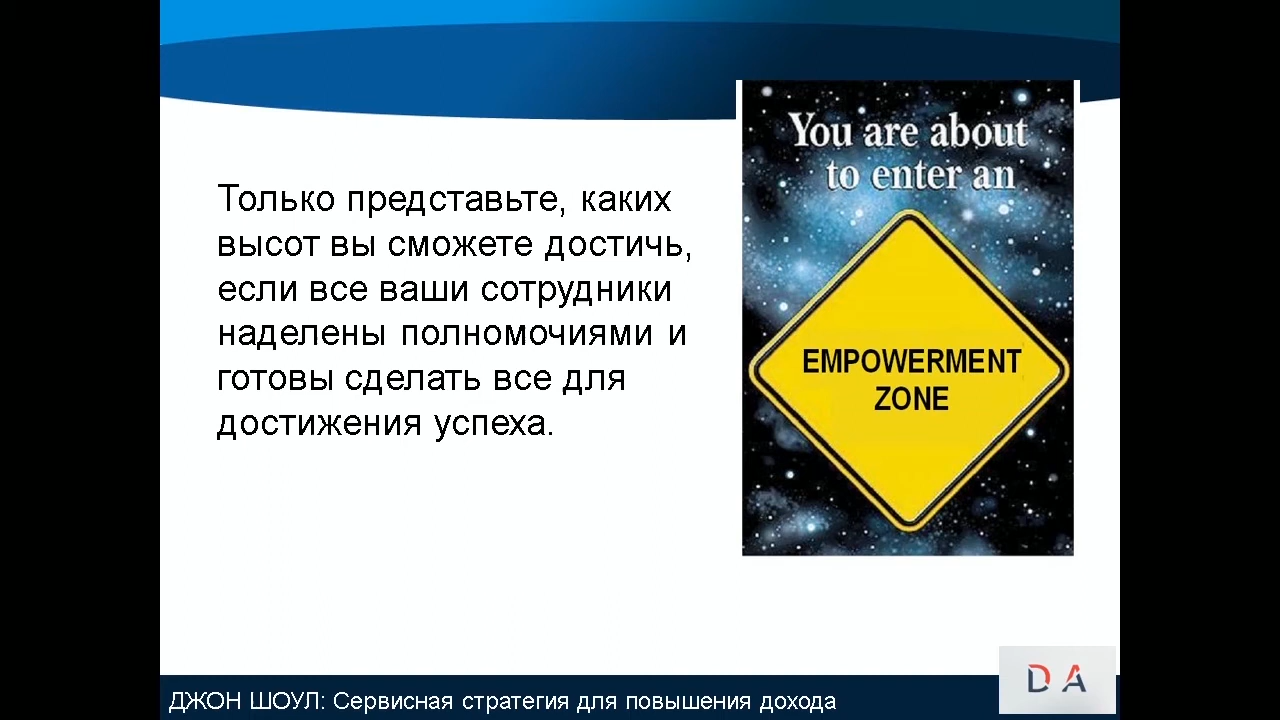 Только представьте, каких
высот вы сможете достичь,
если все ваши сотрудники
наделены полномочиями и
готовы сделать все для
достижения успеха.
You are about
to enter an
EMPOWERMENT
ZONE
ДЖОН ШОУЛ: Сервисная стратегия для повышения дохода
D A